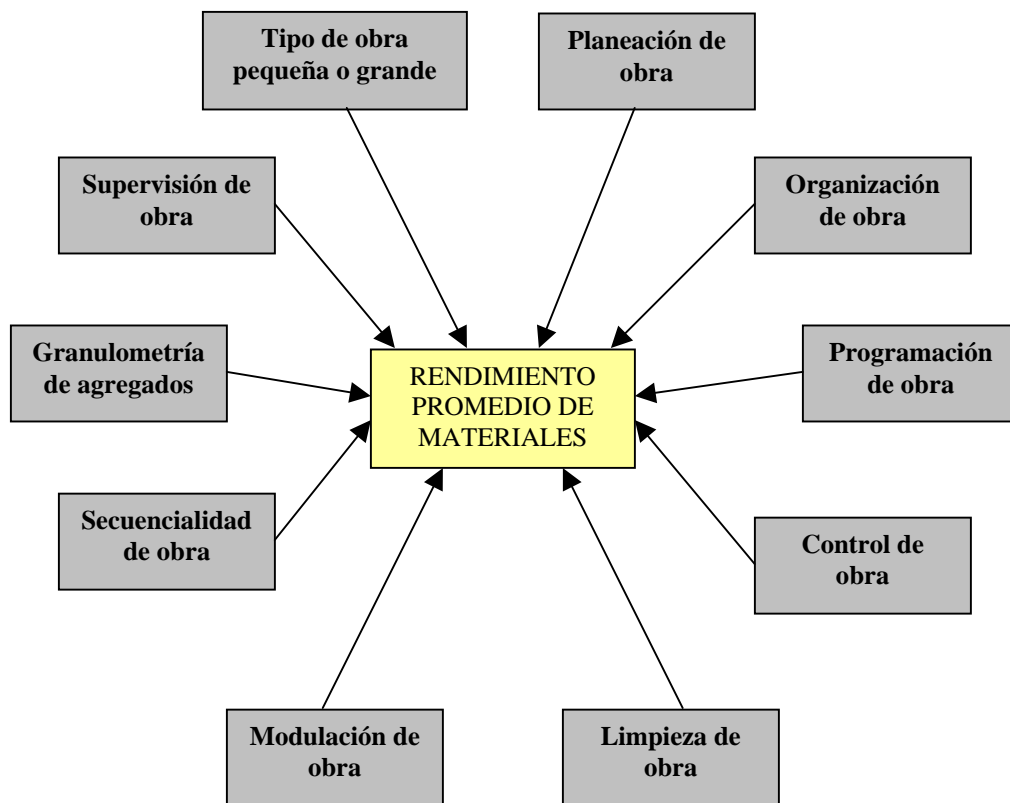 Tipo de obra
pequeña o grande
Planeación de
obra
Supervisión de
obra
Organización
de obra
Granulometría
de agregados
RENDIMIENTO
PROMEDIO DE
MATERIALES
Programación
de obra
Secuencialidad
de obra
Control de
obra
Modulación de
obra
Limpieza de
obra